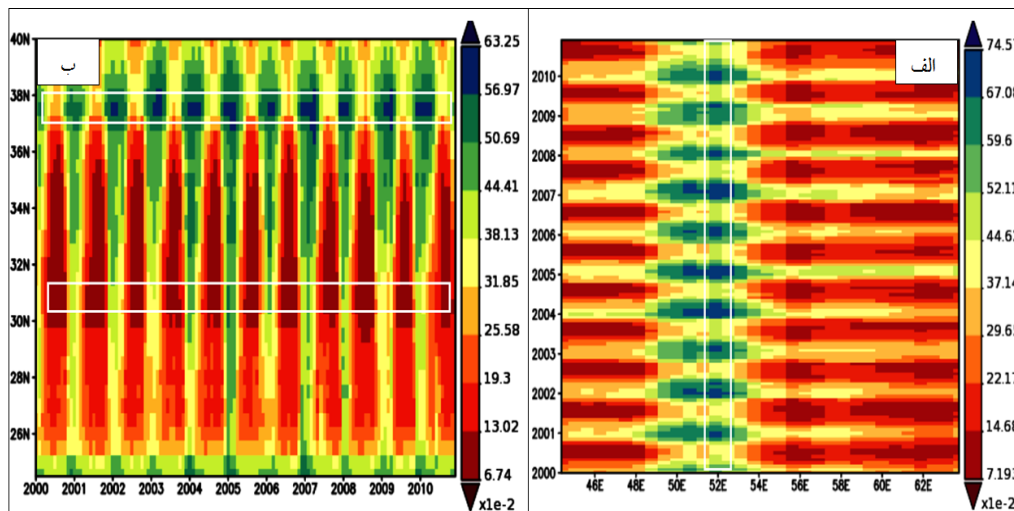 ب
40N
38N
36N
34N
32N
30N
28N
26N
2000 2001 2002 2003 2004 2005 2006 2007 2008 2009 2010
63.25
56.97
50.69
44.41
38.13
31.85
25.58
19.3
13.02
6.74
x1e-2
الف
2010
2009
2008
2007
2006
2005
2004
2003
2002
2001
2000
46E 48E 50E 52E 54E 56E 58E 60E 62E
74.57
67.08
59.6
52.11
44.62
37.14
29.65
22.17
14.68
7.193
x1e-2